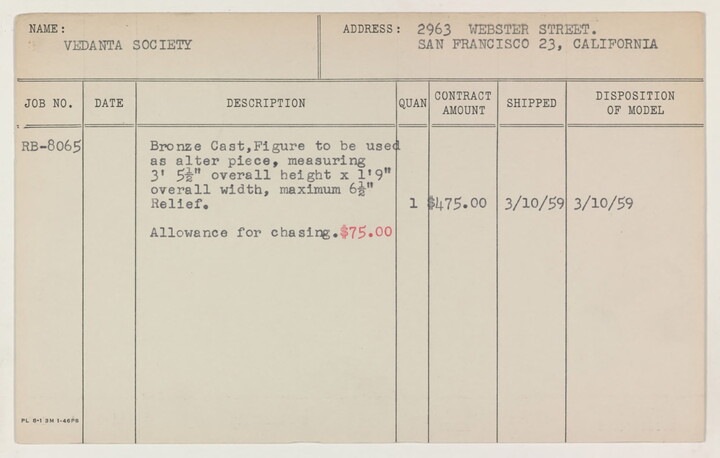 NAME:
VEDANTA SOCIETY
ADDRESS: 2963 WEBSTER STREET.
SAN FRANCISCO 23, CALIFORNIA
JOB NO. DATE DESCRIPTION QUAN CONTRACT AMOUNT SHIPPED DISPOSITION OF MODEL
RB-8065 Bronze Cast,Figure to be used
as alter piece, measuring
3' 5½" overall height x 1'9"
overall width, maximum 6½"
Relief. 1 $475.00 3/10/59 3/10/59
Allowance for chasing.$75.00
PL 6-1 3M 1-46PS